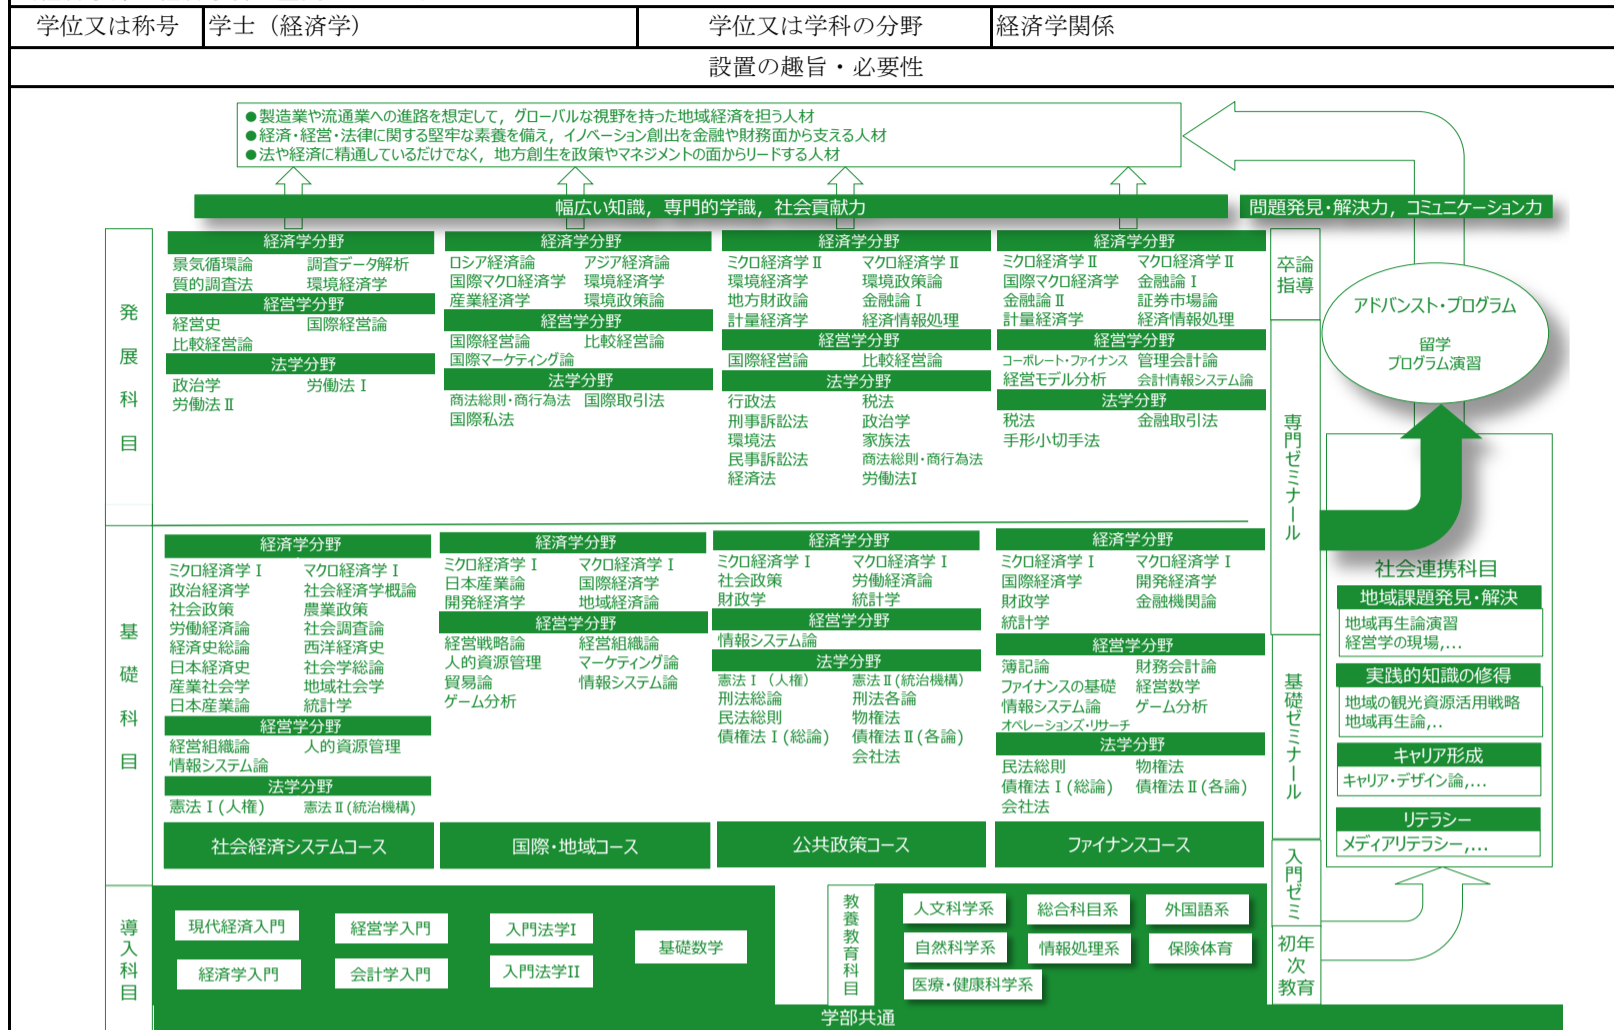 学位又は称号 学士（経済学） 学位又は学科の分野 経済学関係
設置の趣旨・必要性
●製造業や流通業への進路を想定して，グローバルな視野を持った地域経済を担う人材
●経済・経営・法律に関する堅牢な素養を備え，イノベーション創出を金融や財務面から支える人材
●法や経済に精通しているだけでなく，地方創生を政策やマネジメントの面からリードする人材
幅広い知識，専門的学識，社会貢献力
問題発見・解決力，コミュニケーション力
発展科目
経済学分野
景気循環論 調査データ解析
質的調査法 環境経済学
経営学分野
経営史 国際経営論
比較経営論
法学分野
政治学 労働法Ⅰ
労働法Ⅱ
経済学分野
ロシア経済論 アジア経済論
国際マクロ経済学 環境経済学
産業経済学 環境政策論
経営学分野
国際経営論 比較経営論
国際マーケティング論
法学分野
商法総則・商行為法 国際取引法
国際私法
経済学分野
ミクロ経済学Ⅱ マクロ経済学Ⅱ
環境経済学 環境政策論
地方財政論 金融論Ⅰ
計量経済学 経済情報処理
経営学分野
国際経営論 比較経営論
法学分野
行政法 税法
刑事訴訟法 政治学
環境法 家族法
民事訴訟法 商法総則・商行為法
経済法 労働法I
経済学分野
ミクロ経済学Ⅱ マクロ経済学Ⅱ
国際マクロ経済学 金融論Ⅰ
金融論Ⅱ 証券市場論
計量経済学 経済情報処理
経営学分野
コーポレート・ファイナンス 管理会計論
経営モデル分析 会計情報システム論
法学分野
税法 金融取引法
手形小切手法
卒論
指導
専門ゼミナール
アドバンスト・プログラム
留学
プログラム演習
基礎科目
経済学分野
ミクロ経済学Ⅰ マクロ経済学Ⅰ
政治経済学 社会経済学概論
社会政策 農業政策
労働経済論 社会調査論
経済史総論 西洋経済史
日本経済史 社会学総論
産業社会学 地域社会学
日本産業論 統計学
経営学分野
経営組織論 人的資源管理
情報システム論
法学分野
憲法Ⅰ(人権) 憲法Ⅱ(統治機構)
社会経済システムコース
経済学分野
ミクロ経済学Ⅰ マクロ経済学Ⅰ
日本産業論 国際経済学
開発経済学 地域経済論
経営学分野
経営戦略論 経営組織論
人的資源管理 マーケティング論
貿易論 情報システム論
ゲーム分析
国際・地域コース
経済学分野
ミクロ経済学Ⅰ マクロ経済学Ⅰ
社会政策 労働経済論
財政学 統計学
経営学分野
情報システム論
法学分野
憲法Ⅰ（人権) 憲法Ⅱ(統治機構)
刑法総論 刑法各論
民法総則 物権法
債権法Ⅰ(総論) 債権法Ⅱ(各論)
会社法
公共政策コース
経済学分野
ミクロ経済学Ⅰ マクロ経済学Ⅰ
国際経済学 開発経済学
財政学 金融機関論
統計学
経営学分野
簿記論 財務会計論
ファイナンスの基礎 経営数学
情報システム論 ゲーム分析
オペレーションズ・リサーチ
法学分野
民法総則 物権法
債権法Ⅰ(総論) 債権法Ⅱ(各論)
会社法
ファイナンスコース
基礎ゼミナール
社会連携科目
地域課題発見・解決
地域再生論演習
経営学の現場,...
実践的知識の修得
地域の観光資源活用戦略
地域再生論,..
キャリア形成
キャリア・デザイン論,...
リテラシー
メディアリテラシー,...
入門ゼミ
導入科目
現代経済入門 経営学入門 入門法学I
経済学入門 会計学入門 入門法学II
基礎数学
教養教育科目
人文科学系 総合科目系 外国語系
自然科学系 情報処理系 保険体育
医療・健康科学系
初年
次
教育
学部共通